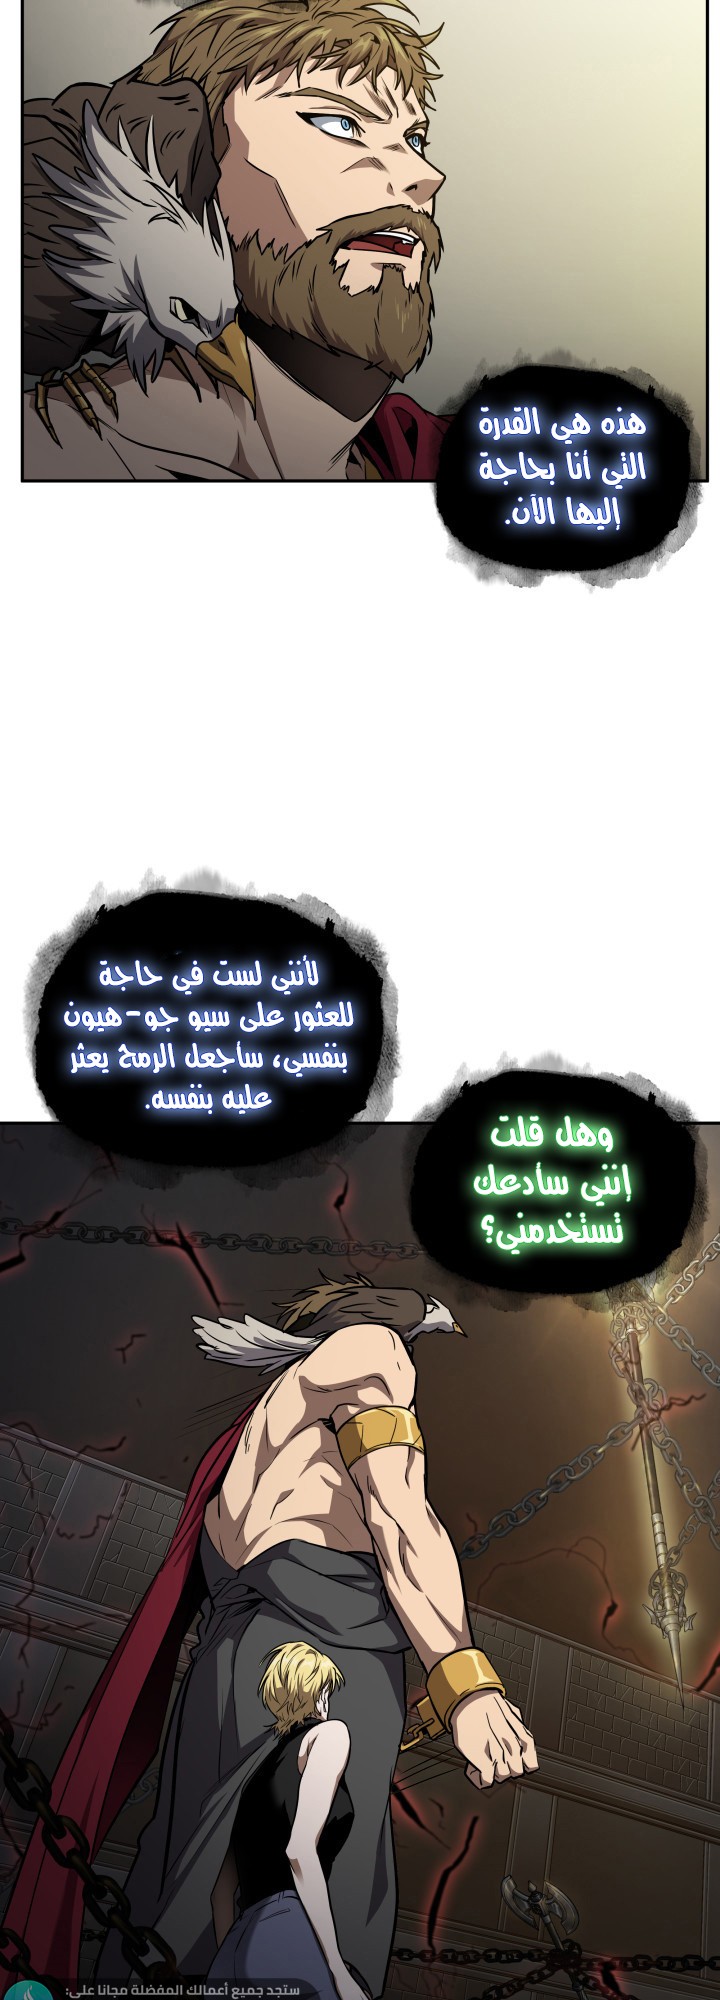 هذه هي القدرة
التي أنا بحاجة
إليها الآن.
لأنني لست في حاجة
للعثور على سيو جو-هيون
بنفسي، سأجعل الرمح يعثر
عليه بنفسه.
وهل قلت
إنني سأدعك
تستخدمني؟
ستجد جميع أعمالك المفضلة مجانا على: